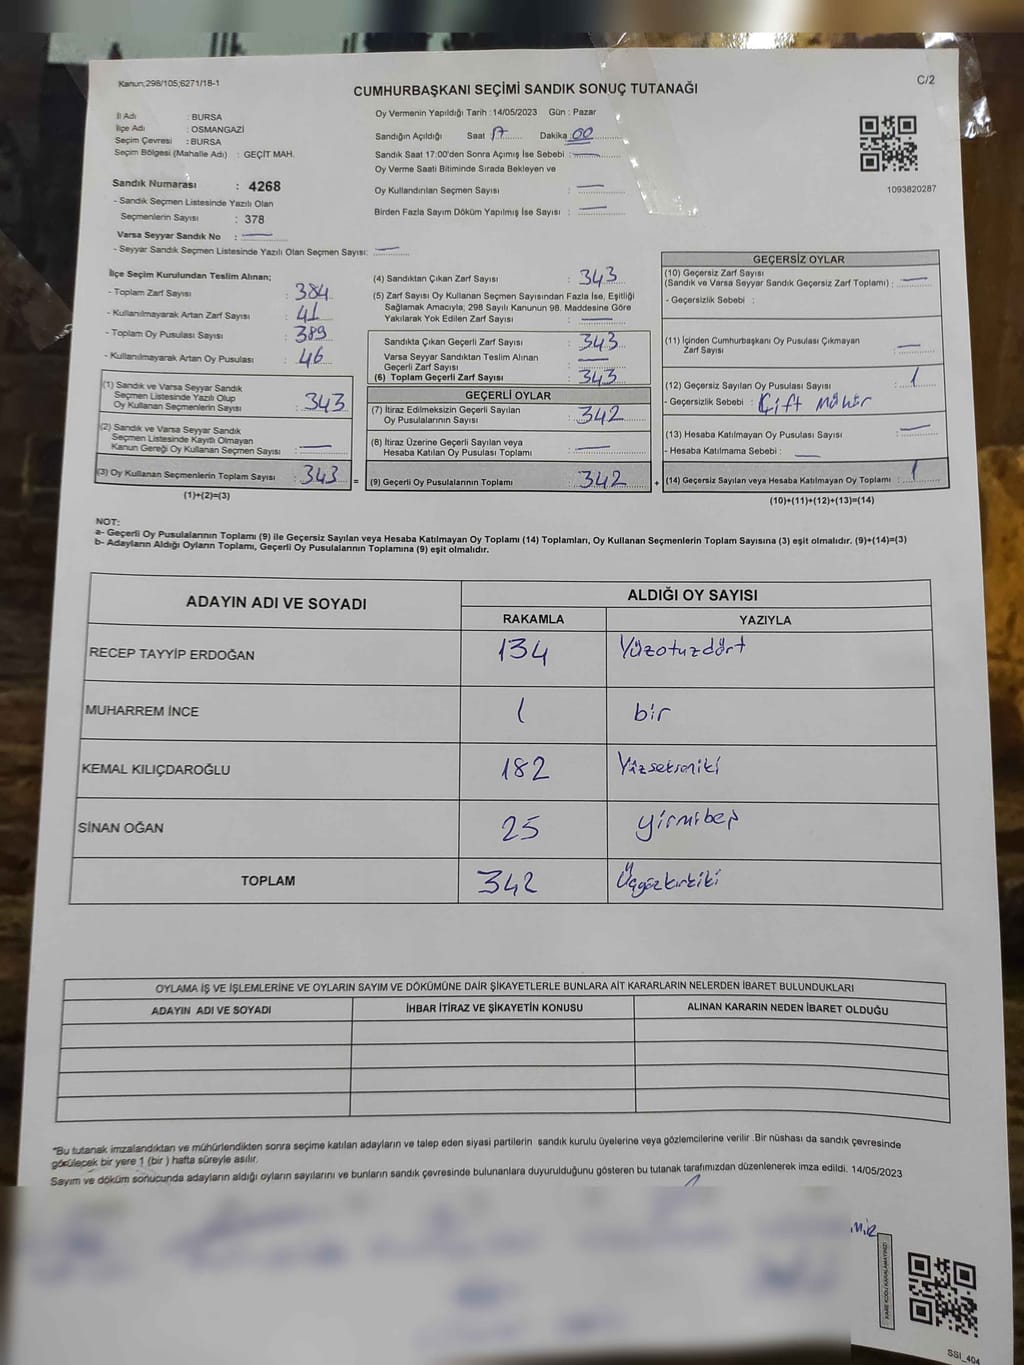 Kanun;298/105;6271/18-1
C/2
CUMHURBAŞKANI SEÇİMİ SANDIK SONUÇ TUTANAĞI
İl Adı : BURSA
İlçe Adı : OSMANGAZİ
Seçim Çevresi : BURSA
Seçim Bölgesi (Mahalle Adı) : GEÇİT MAH.
Sandık Numarası : 4268
- Sandık Seçmen Listesinde Yazılı Olan
Seçmenlerin Sayısı : 378
Varsa Seyyar Sandık No : —
- Seyyar Sandık Seçmen Listesinde Yazılı Olan Seçmen Sayısı: —
Oy Vermenin Yapıldığı Tarih : 14/05/2023 Gün : Pazar
Sandığın Açıldığı Saat 17 Dakika 00
Sandık Saat 17:00'den Sonra Açımış İse Sebebi : —
Oy Verme Saati Bitiminde Sırada Bekleyen ve
Oy Kullandırılan Seçmen Sayısı : —
Birden Fazla Sayım Döküm Yapılmış İse Sayısı : —
1093820287
İlçe Seçim Kurulundan Teslim Alınan;
- Toplam Zarf Sayısı : 384
- Kullanılmayarak Artan Zarf Sayısı : 41
- Toplam Oy Pusulası Sayısı : 389
- Kullanılmayarak Artan Oy Pusulası : 46
(1) Sandık ve Varsa Seyyar Sandık
Seçmen Listesinde Yazılı Olup
Oy Kullanan Seçmenlerin Sayısı : 343
(2) Sandık ve Varsa Seyyar Sandık
Seçmen Listesinde Kayıtlı Olmayan
Kanun Gereği Oy Kullanan Seçmen Sayısı : —
(3) Oy Kullanan Seçmenlerin Toplam Sayısı : 343 =
(1)+(2)=(3)
(4) Sandıktan Çıkan Zarf Sayısı : 343
(5) Zarf Sayısı Oy Kullanan Seçmen Sayısından Fazla İse, Eşitliği
Sağlamak Amacıyla; 298 Sayılı Kanunun 98. Maddesine Göre
Yakılarak Yok Edilen Zarf Sayısı : —
Sandıkta Çıkan Geçerli Zarf Sayısı : 343
Varsa Seyyar Sandıktan Teslim Alınan
Geçerli Zarf Sayısı : —
(6) Toplam Geçerli Zarf Sayısı : 343
GEÇERLİ OYLAR
(7) İtiraz Edilmeksizin Geçerli Sayılan
Oy Pusulalarının Sayısı : 342
(8) İtiraz Üzerine Geçerli Sayılan veya
Hesaba Katılan Oy Pusulası Toplamı : —
(9) Geçerli Oy Pusulalarının Toplamı : 342 +
GEÇERSİZ OYLAR
(10) Geçersiz Zarf Sayısı
(Sandık ve Varsa Seyyar Sandık Geçersiz Zarf Toplamı) : —
- Geçersizlik Sebebi :
(11) İçinden Cumhurbaşkanı Oy Pusulası Çıkmayan
Zarf Sayısı : —
(12) Geçersiz Sayılan Oy Pusulası Sayısı : 1
- Geçersizlik Sebebi : Çift mühür
(13) Hesaba Katılmayan Oy Pusulası Sayısı : —
- Hesaba Katılmama Sebebi : —
(14) Geçersiz Sayılan veya Hesaba Katılmayan Oy Toplamı : 1
(10)+(11)+(12)+(13)=(14)
NOT:
a- Geçerli Oy Pusulalarının Toplamı (9) ile Geçersiz Sayılan veya Hesaba Katılmayan Oy Toplamı (14) Toplamları, Oy Kullanan Seçmenlerin Toplam Sayısına (3) eşit olmalıdır. (9)+(14)=(3)
b- Adayların Aldığı Oyların Toplamı, Geçerli Oy Pusulalarının Toplamına (9) eşit olmalıdır.
ADAYIN ADI VE SOYADI ALDIĞI OY SAYISI
RAKAMLA YAZIYLA
RECEP TAYYİP ERDOĞAN 134 Yüzotuzdört
MUHARREM İNCE 1 bir
KEMAL KILIÇDAROĞLU 182 Yüzsekseniki
SİNAN OĞAN 25 yirmibeş
TOPLAM 342 Üçyüzkırkiki
OYLAMA İŞ VE İŞLEMLERİNE VE OYLARIN SAYIM VE DÖKÜMÜNE DAİR ŞİKAYETLERLE BUNLARA AİT KARARLARIN NELERDEN İBARET BULUNDUKLARI
ADAYIN ADI VE SOYADI İHBAR İTİRAZ VE ŞİKAYETİN KONUSU ALINAN KARARIN NEDEN İBARET OLDUĞU
"Bu tutanak imzalandıktan ve mühürlendikten sonra seçime katılan adayların ve talep eden siyasi partilerin sandık kurulu üyelerine veya gözlemcilerine verilir .Bir nüshası da sandık çevresinde
görülecek bir yere 1 (bir ) hafta süreyle asılır.
Sayım ve döküm sonucunda adayların aldığı oyların sayılarını ve bunların sandık çevresinde bulunanlara duyurulduğunu gösteren bu tutanak tarafımızdan düzenlenerek imza edildi. 14/05/2023
KARE KODU KARALAMAYINIZ!
SSI_404